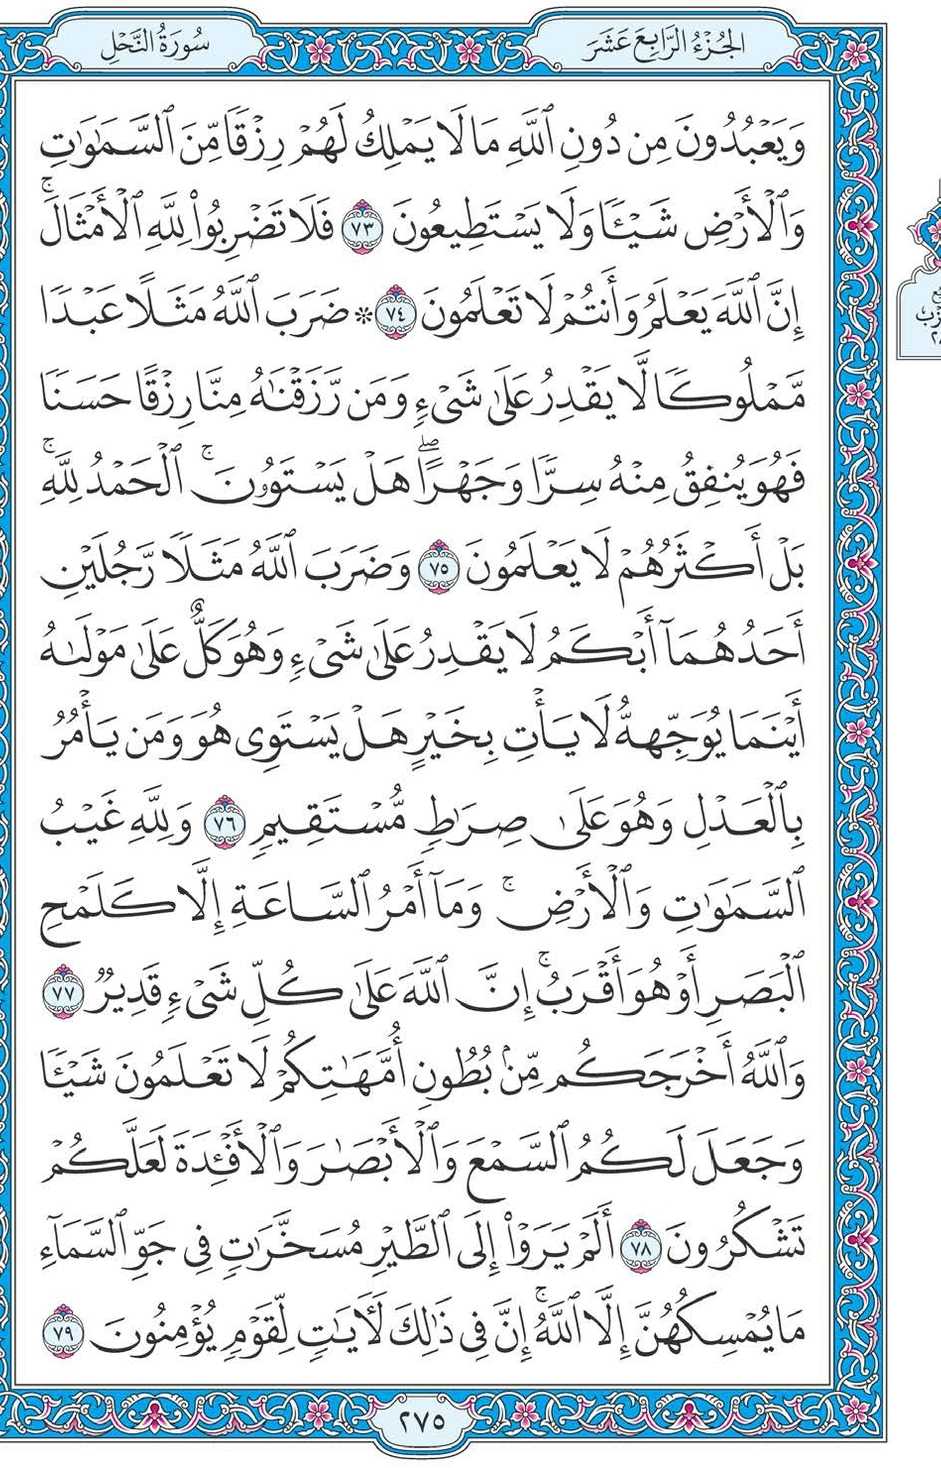 الجُزْءُ الرَّابِعَ عَشَرَ
سُورَةُ النَّحْل
وَيَعْبُدُونَ مِن دُونِ ٱللَّهِ مَا لَا يَمْلِكُ لَهُمْ رِزْقًا مِّنَ ٱلسَّمَٰوَٰتِ
وَٱلْأَرْضِ شَيْـًٔا وَلَا يَسْتَطِيعُونَ ٧٣ فَلَا تَضْرِبُوا۟ لِلَّهِ ٱلْأَمْثَالَ ۚ
إِنَّ ٱللَّهَ يَعْلَمُ وَأَنتُمْ لَا تَعْلَمُونَ ٧٤ * ضَرَبَ ٱللَّهُ مَثَلًا عَبْدًا
مَّمْلُوكًا لَّا يَقْدِرُ عَلَىٰ شَىْءٍ وَمَن رَّزَقْنَٰهُ مِنَّا رِزْقًا حَسَنًا
فَهُوَ يُنفِقُ مِنْهُ سِرًّا وَجَهْرًا ۖ هَلْ يَسْتَوُۥنَ ۚ ٱلْحَمْدُ لِلَّهِ ۚ
بَلْ أَكْثَرُهُمْ لَا يَعْلَمُونَ ٧٥ وَضَرَبَ ٱللَّهُ مَثَلًا رَّجُلَيْنِ
أَحَدُهُمَآ أَبْكَمُ لَا يَقْدِرُ عَلَىٰ شَىْءٍ وَهُوَ كَلٌّ عَلَىٰ مَوْلَىٰهُ
أَيْنَمَا يُوَجِّههُّ لَا يَأْتِ بِخَيْرٍ هَلْ يَسْتَوِى هُوَ وَمَن يَأْمُرُ
بِٱلْعَدْلِ وَهُوَ عَلَىٰ صِرَٰطٍ مُّسْتَقِيمٍ ٧٦ وَلِلَّهِ غَيْبُ
ٱلسَّمَٰوَٰتِ وَٱلْأَرْضِ ۚ وَمَآ أَمْرُ ٱلسَّاعَةِ إِلَّا كَلَمْحِ
ٱلْبَصَرِ أَوْ هُوَ أَقْرَبُ ۚ إِنَّ ٱللَّهَ عَلَىٰ كُلِّ شَىْءٍ قَدِيرٌ ٧٧
وَٱللَّهُ أَخْرَجَكُم مِّنۢ بُطُونِ أُمَّهَٰتِكُمْ لَا تَعْلَمُونَ شَيْـًٔا
وَجَعَلَ لَكُمُ ٱلسَّمْعَ وَٱلْأَبْصَٰرَ وَٱلْأَفْـِٔدَةَ لَعَلَّكُمْ
تَشْكُرُونَ ٧٨ أَلَمْ يَرَوْا۟ إِلَى ٱلطَّيْرِ مُسَخَّرَٰتٍ فِى جَوِّ ٱلسَّمَآءِ
مَا يُمْسِكُهُنَّ إِلَّا ٱللَّهُ ۚ إِنَّ فِى ذَٰلِكَ لَءَايَٰتٍ لِّقَوْمٍ يُؤْمِنُونَ ٧٩
٢٧٥